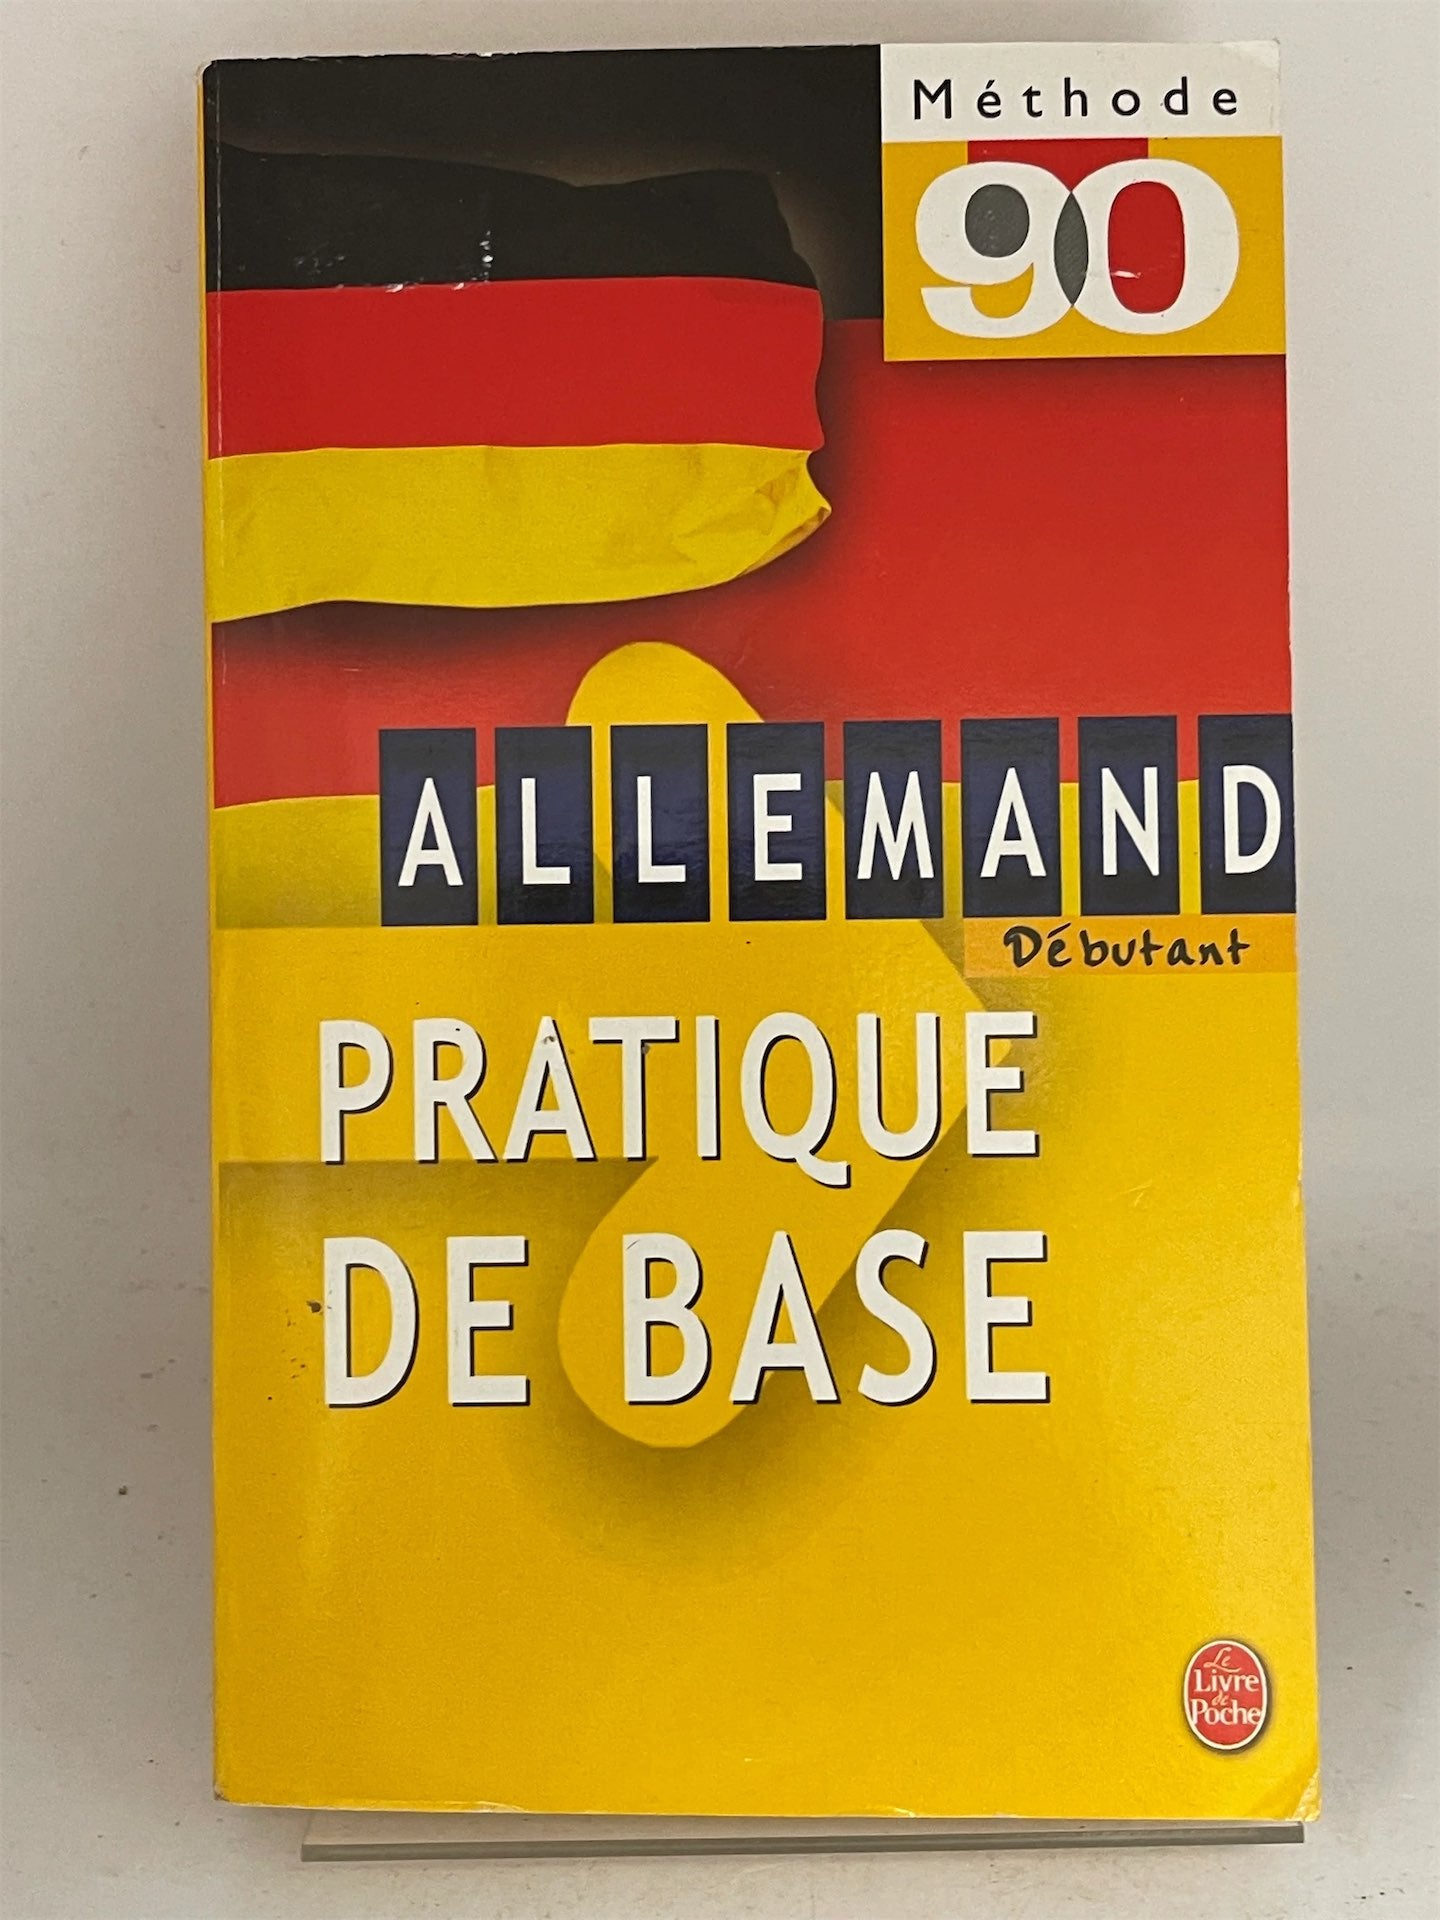 Méthode
90
ALLEMAND
Débutant
PRATIQUE
DE BASE
Le
Livre
de
Poche